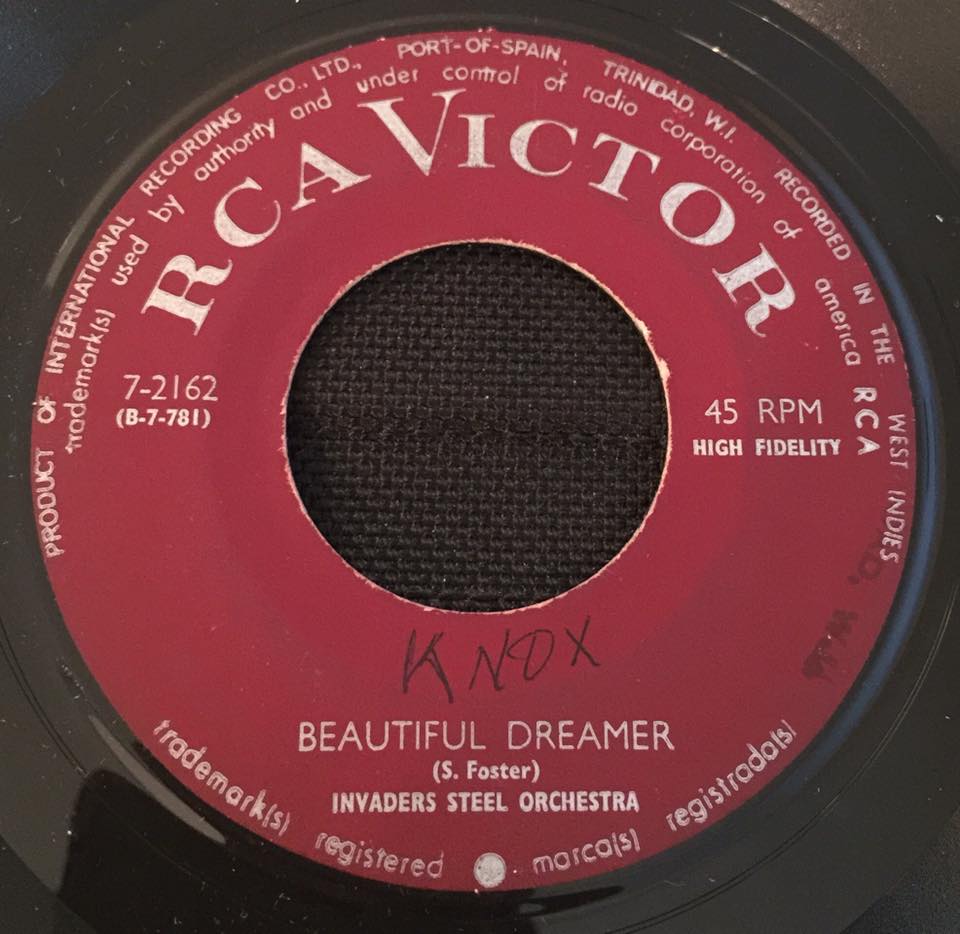 PRODUCT OF INTERNATIONAL RECORDING CO., LTD., PORT-OF-SPAIN, TRINIDAD, W.I. RECORDED IN THE WEST INDIES
trademark(s) used by authority and under control of radio corporation of america RCA
RCA VICTOR
7-2162
(B-7-781)
45 RPM
HIGH FIDELITY
KNOX
BEAUTIFUL DREAMER
(S. Foster)
INVADERS STEEL ORCHESTRA
trademark(s) registered marca(s) registrada(s)